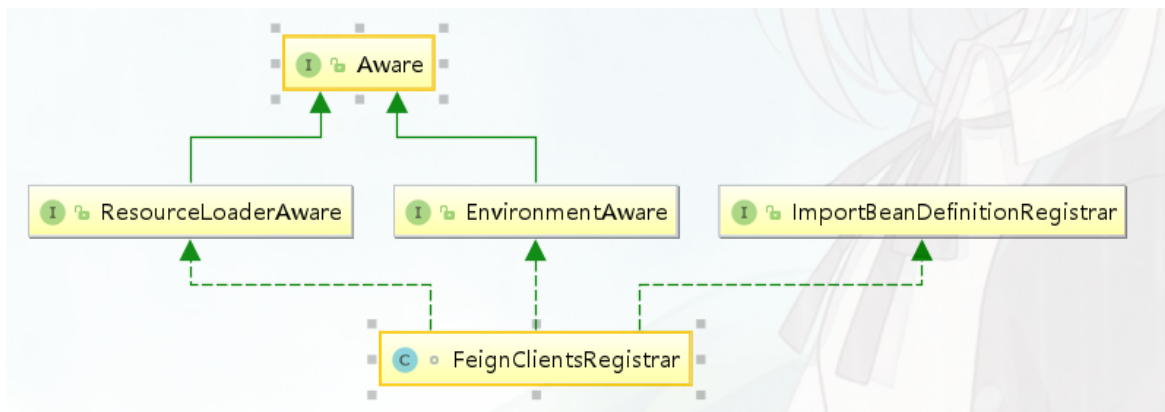 I Aware
I ResourceLoaderAware
I EnvironmentAware
I ImportBeanDefinitionRegistrar
C FeignClientsRegistrar